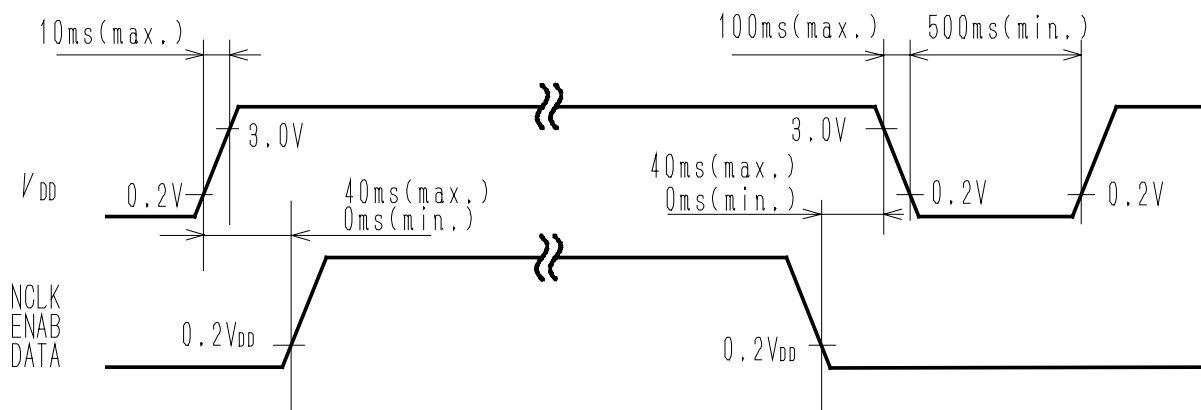 10ms(max.)
100ms(max.)
500ms(min.)
3.0V
3.0V
VDD
0.2V
0.2V
0.2V
40ms(max.)
0ms(min.)
40ms(max.)
0ms(min.)
NCLK
ENAB
DATA
0.2VDD
0.2VDD